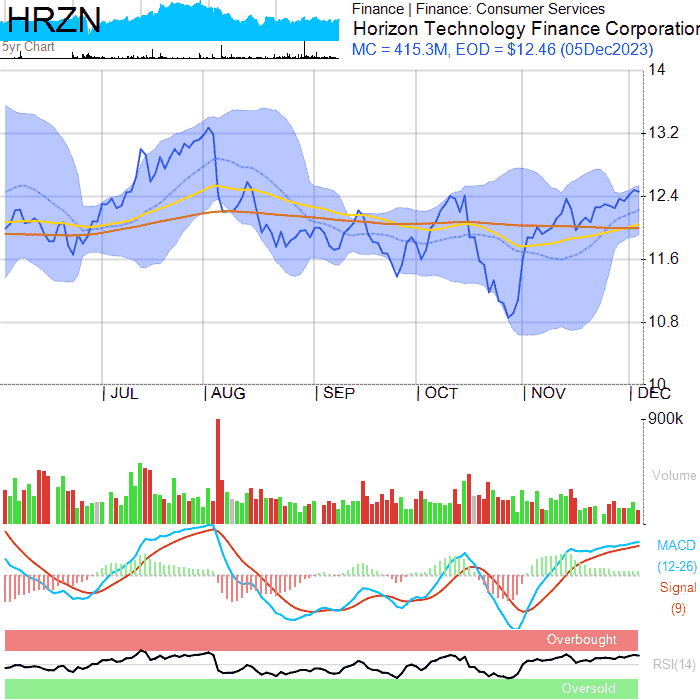 HRZN
5yr Chart
Finance | Finance: Consumer Services
Horizon Technology Finance Corporation
MC = 415.3M, EOD = $12.46 (05Dec2023)
14
13.2
12.4
11.6
10.8
10
JUL AUG SEP OCT NOV DEC
900k
Volume
MACD
(12-26)
Signal
(9)
Overbought
RSI(14)
Oversold